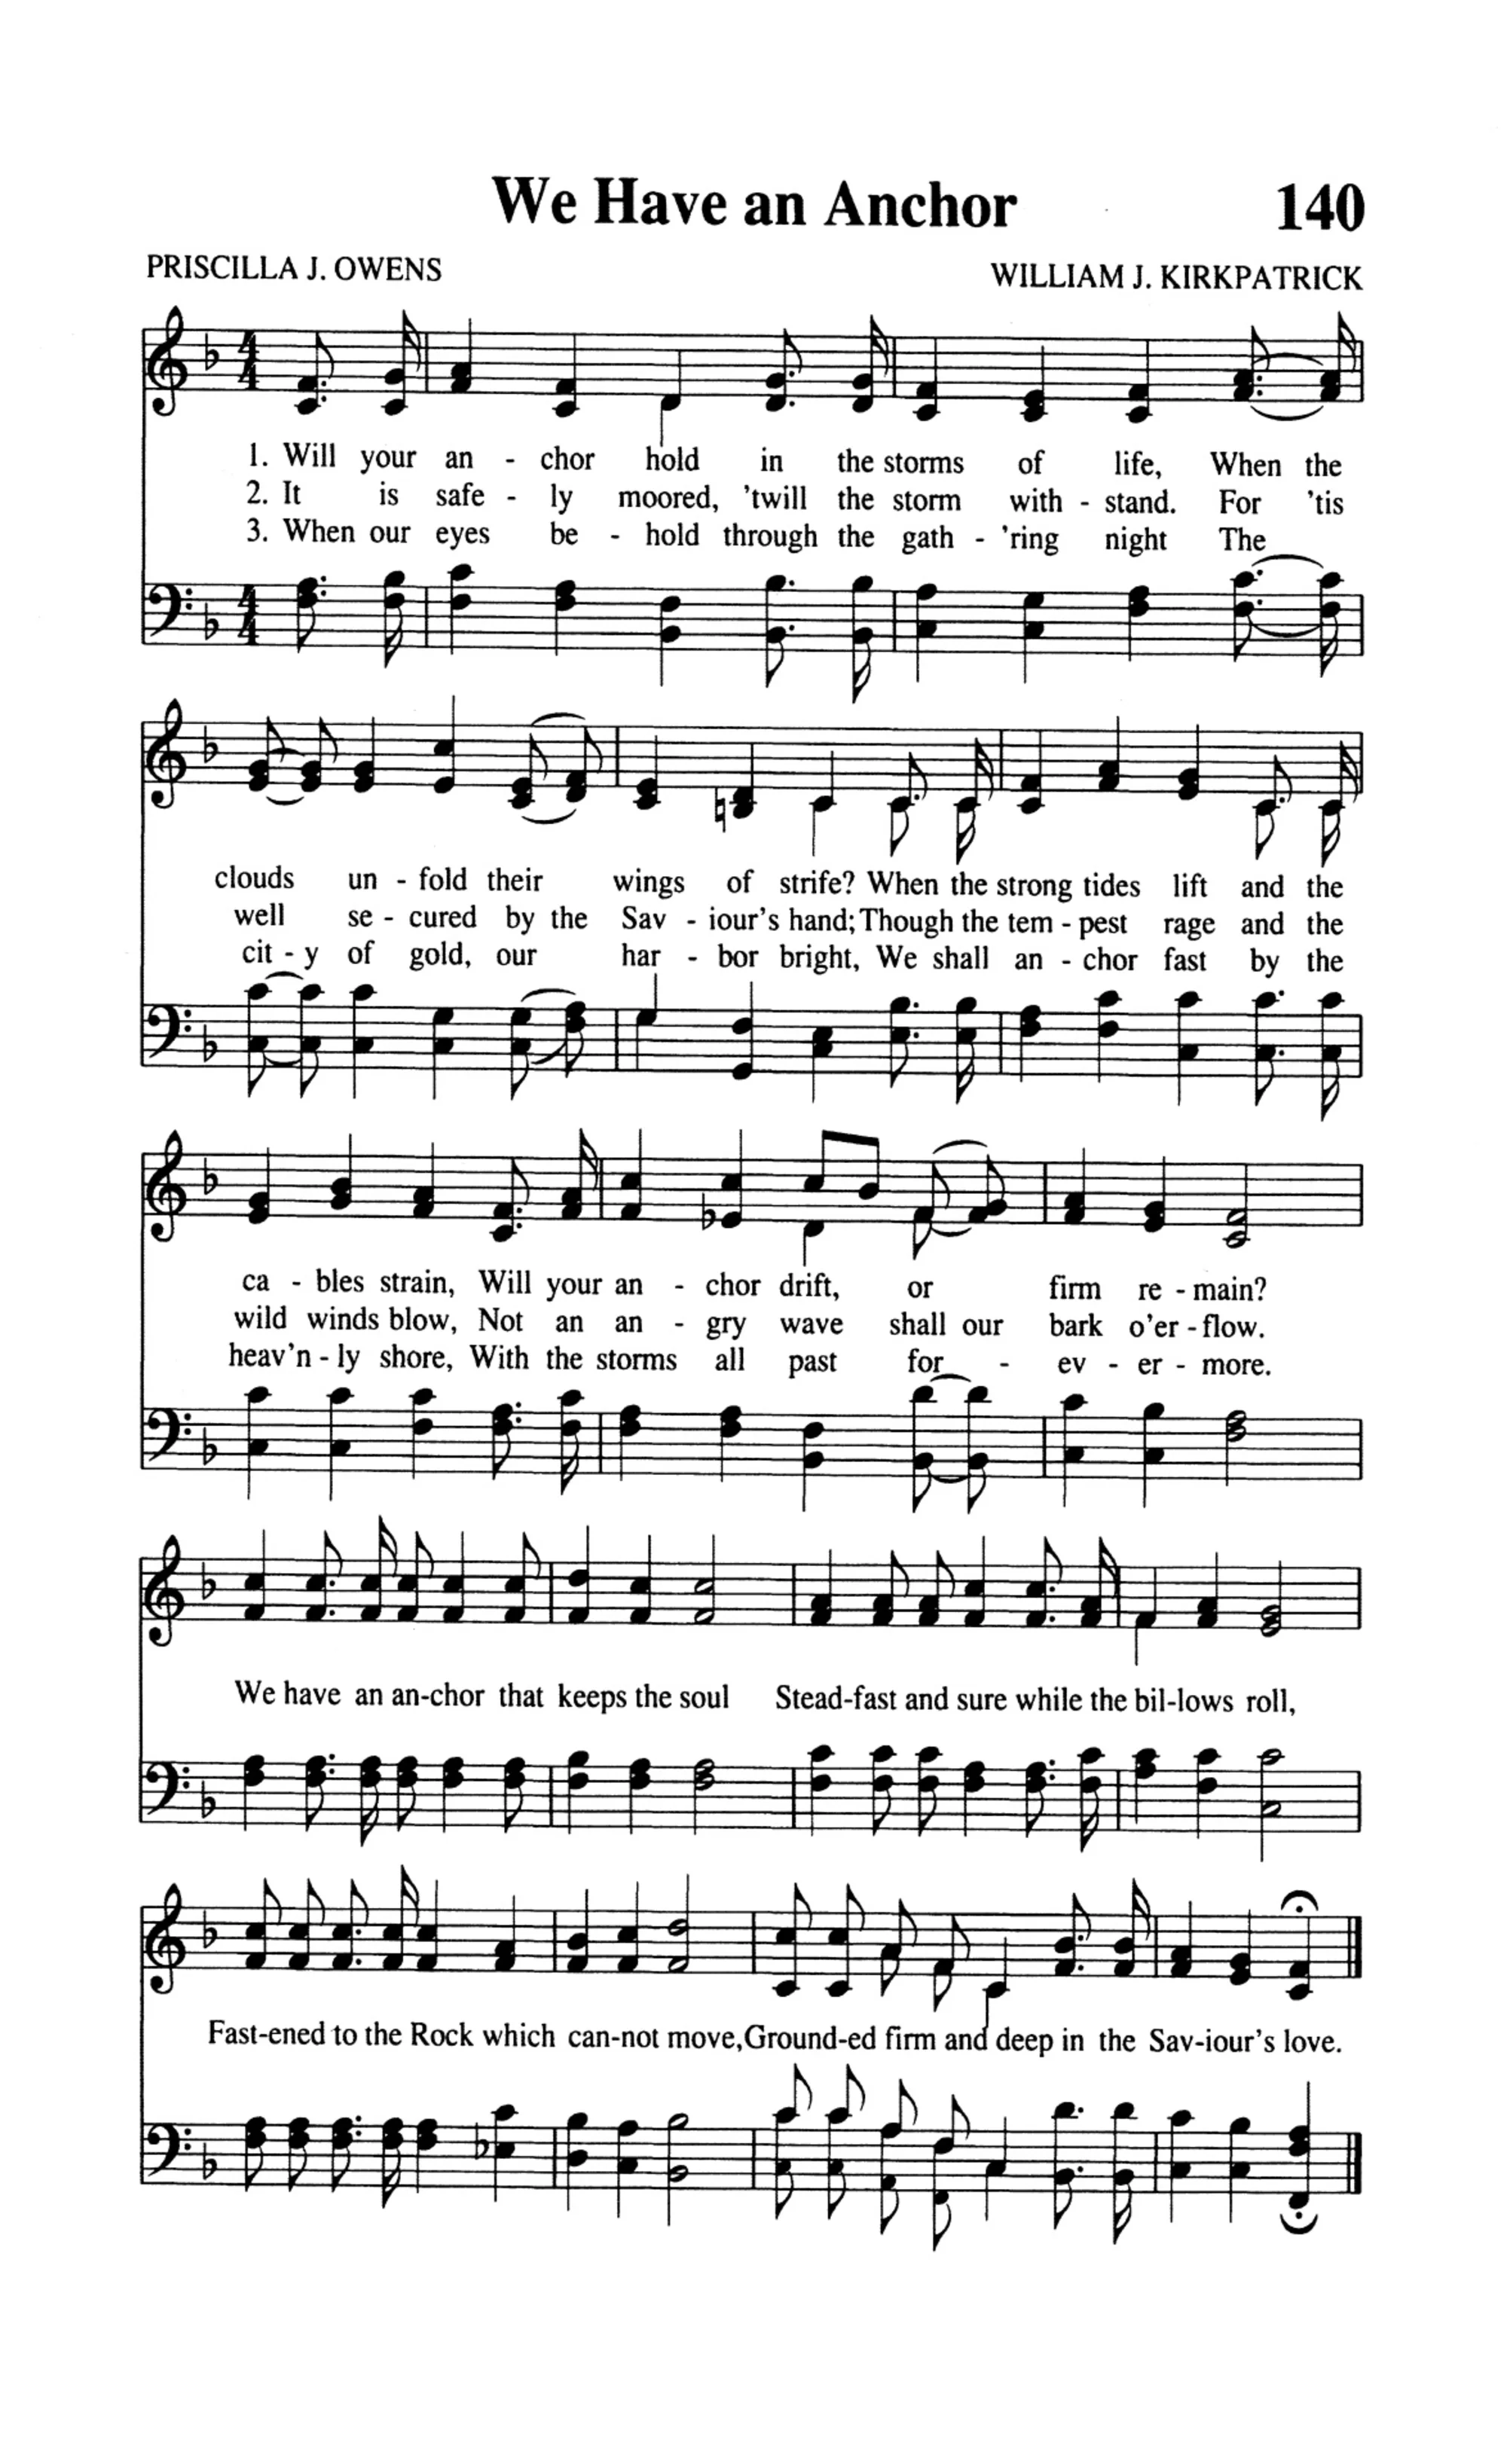 We Have an Anchor 140
PRISCILLA J. OWENS WILLIAM J. KIRKPATRICK
4 4
1. Will your an - chor hold in the storms of life, When the
2. It is safe - ly moored, 'twill the storm with - stand. For 'tis
3. When our eyes be - hold through the gath - 'ring night The
4 4
clouds un - fold their wings of strife? When the strong tides lift and the
well se - cured by the Sav - iour's hand; Though the tem - pest rage and the
cit - y of gold, our har - bor bright, We shall an - chor fast by the
ca - bles strain, Will your an - chor drift, or firm re - main?
wild winds blow, Not an an - gry wave shall our bark o'er - flow.
heav'n - ly shore, With the storms all past for - ev - er - more.
We have an an-chor that keeps the soul Stead-fast and sure while the bil-lows roll,
Fast-ened to the Rock which can-not move, Ground-ed firm and deep in the Sav-iour's love.